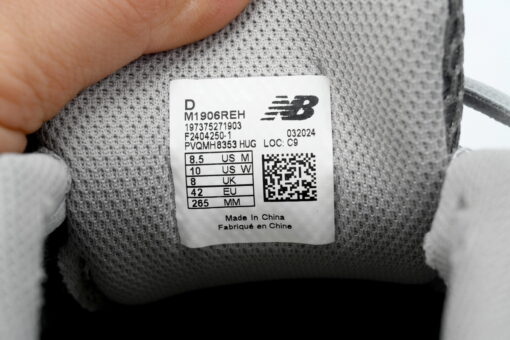 D
M1906REH
197375271903
F2404250-1 032024
PVQMH8353 HUG LOC: C9
8.5 US M
10 US W
8 UK
42 EU
265 MM
NB
Made In China
Fabriqué en Chine